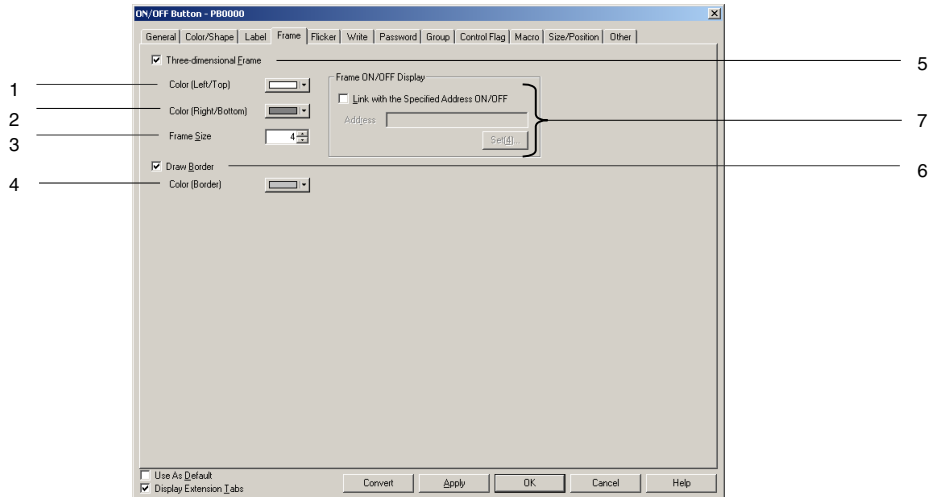 ON/OFF Button - PB0000
General Color/Shape Label Frame Flicker Write Password Group Control Flag Macro Size/Position Other
Three-dimensional Frame 5
1 Color (Left/Top) Frame ON/OFF Display
Link with the Specified Address ON/OFF
2 Color (Right/Bottom) Address 7
3 Frame Size 4 Set(4)...
Draw Border 6
4 Color (Border)
Use As Default
Display Extension Tabs Convert Apply OK Cancel Help